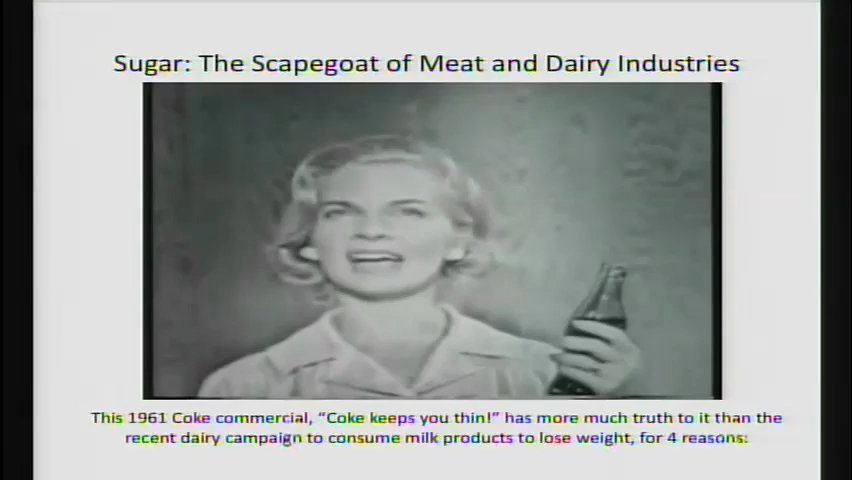 Sugar: The Scapegoat of Meat and Dairy Industries
This 1961 Coke commercial, “Coke keeps you thin!” has more much truth to it than the
recent dairy campaign to consume milk products to lose weight, for 4 reasons: